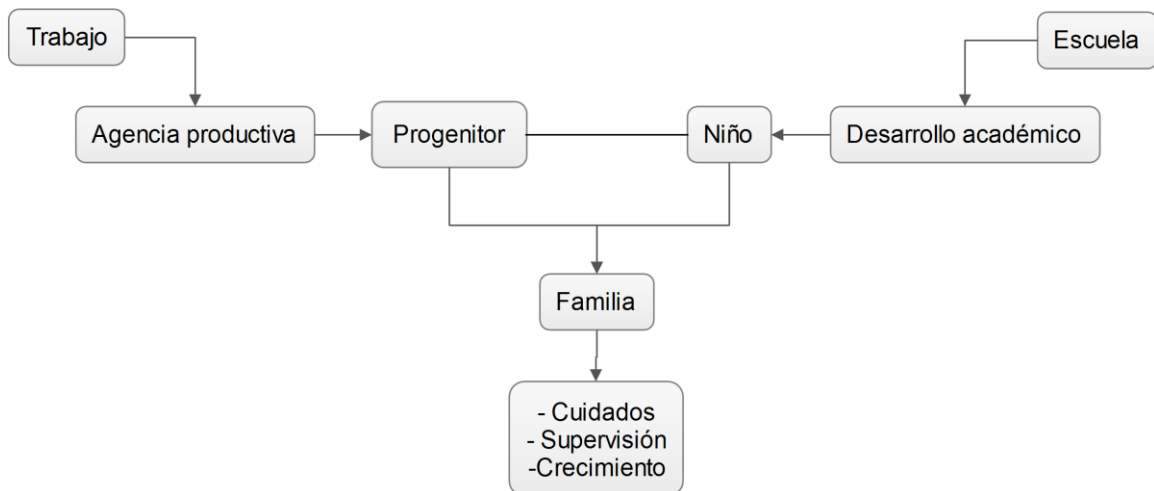 Trabajo
Escuela
Agencia productiva
Progenitor
Niño
Desarrollo académico
Familia
- Cuidados
- Supervisión
-Crecimiento